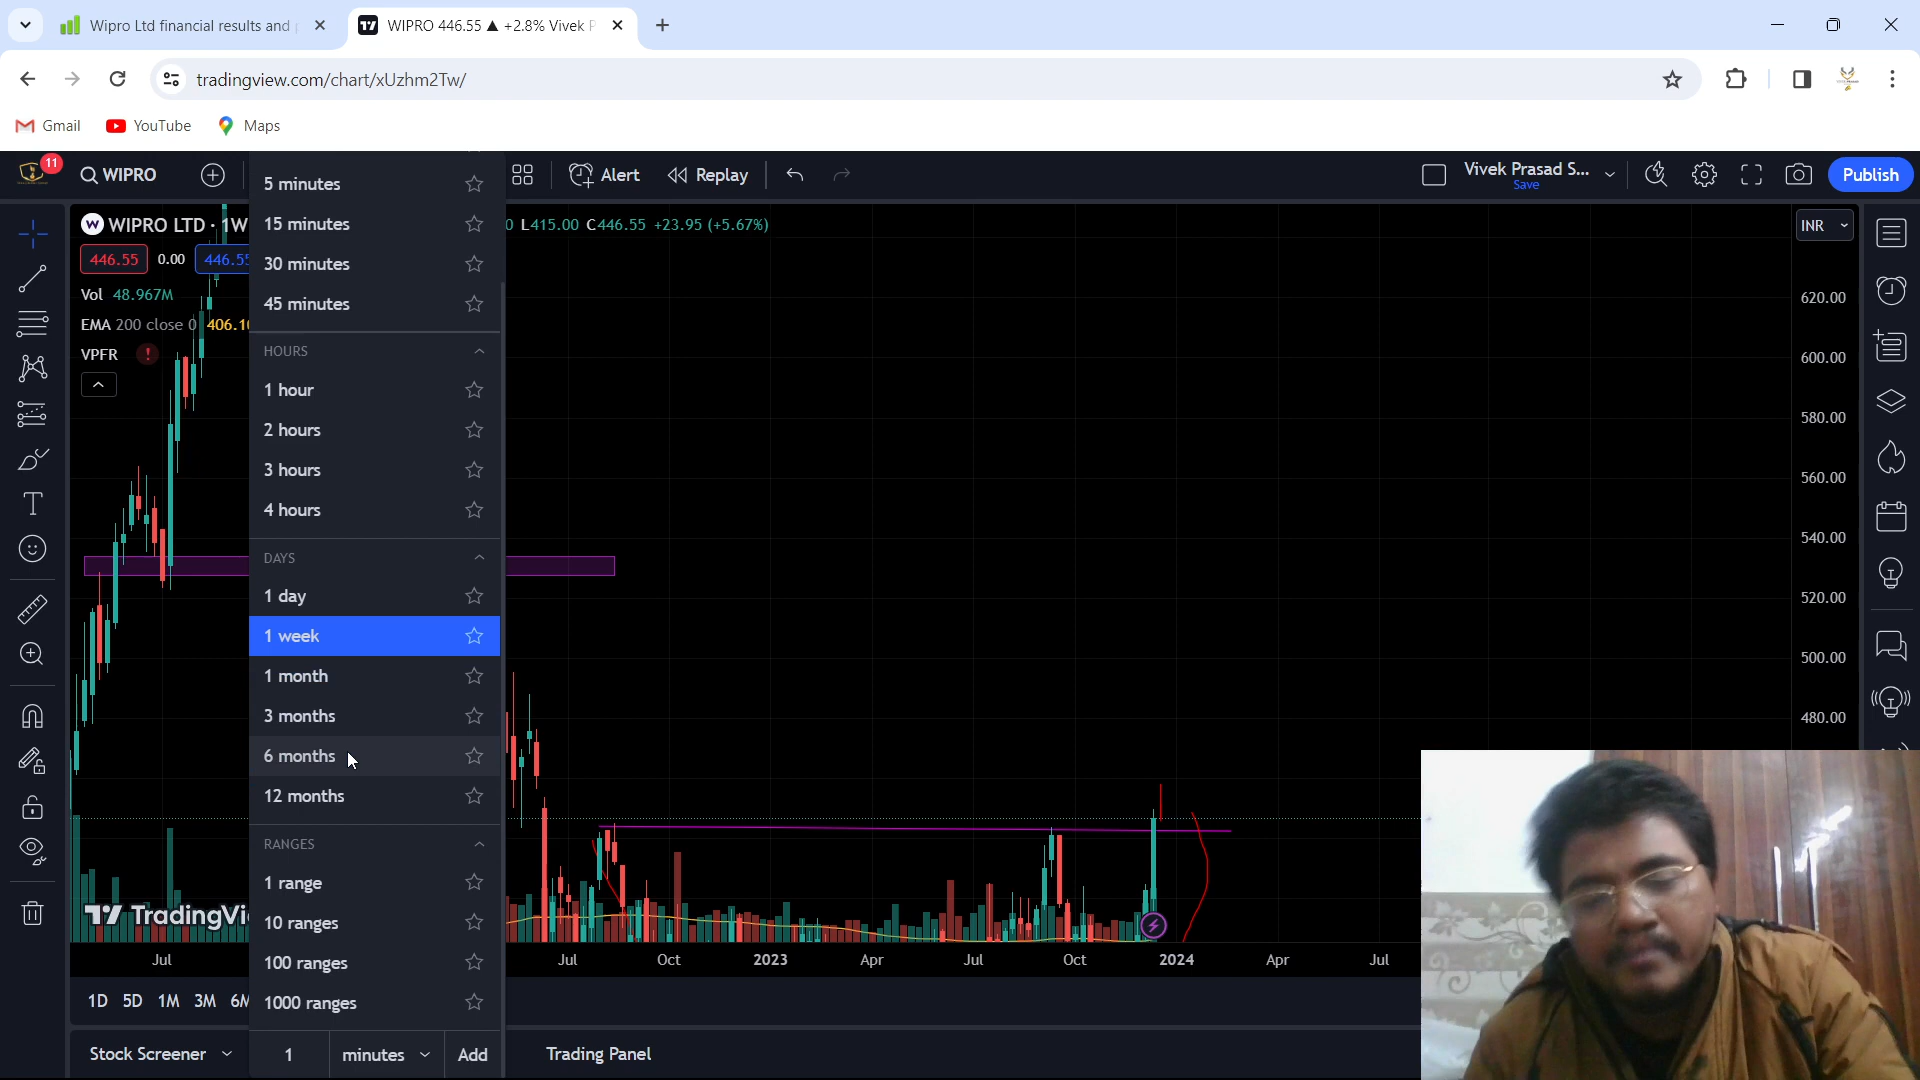 Wipro Ltd financial results and
WIPRO 446.55 ▲ +2.8% Vivek P
tradingview.com/chart/xUzhm2Tw/
Gmail
YouTube
Maps
11
WIPRO
Alert
Replay
Vivek Prasad S...
Save
Publish
WIPRO LTD · 1W
0 L415.00 C446.55 +23.95 (+5.67%)
INR
446.55
0.00
446.55
Vol 48.967M
EMA 200 close 0 406.1
VPFR
5 minutes
15 minutes
30 minutes
45 minutes
HOURS
1 hour
2 hours
3 hours
4 hours
DAYS
1 day
1 week
1 month
3 months
6 months
12 months
RANGES
1 range
10 ranges
100 ranges
1000 ranges
1
minutes
Add
620.00
600.00
580.00
560.00
540.00
520.00
500.00
480.00
TradingVi
Jul
Jul
Oct
2023
Apr
Jul
Oct
2024
Apr
Jul
1D 5D 1M 3M 6M
Stock Screener
Trading Panel